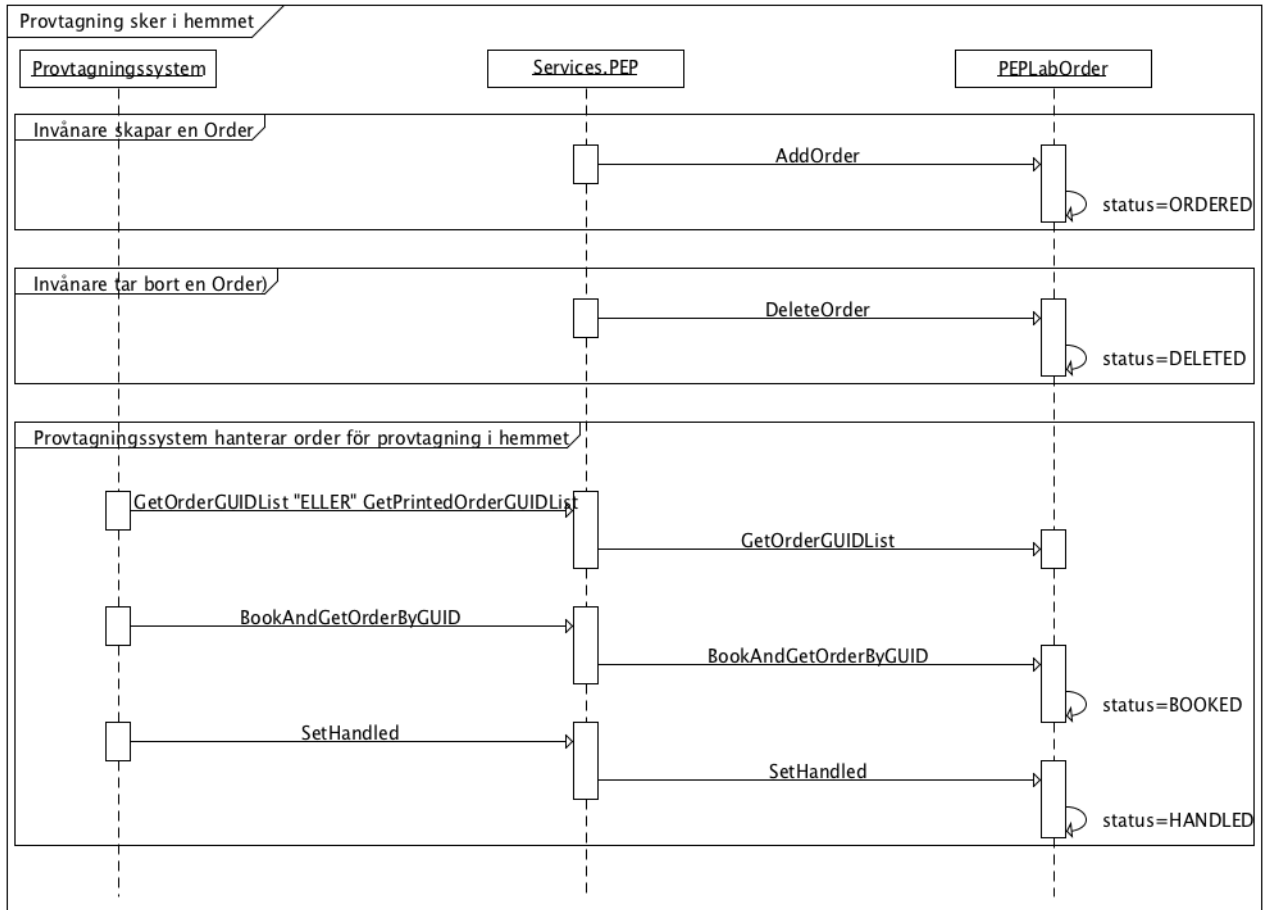 Provtagning sker i hemmet
Provtagningssystem
Services.PEP
PEPLabOrder
Invånare skapar en Order
AddOrder
status=ORDERED
Invånare tar bort en Order)
DeleteOrder
status=DELETED
Provtagningssystem hanterar order för provtagning i hemmet
GetOrderGUIDList "ELLER" GetPrintedOrderGUIDList
GetOrderGUIDList
BookAndGetOrderByGUID
BookAndGetOrderByGUID
status=BOOKED
SetHandled
SetHandled
status=HANDLED